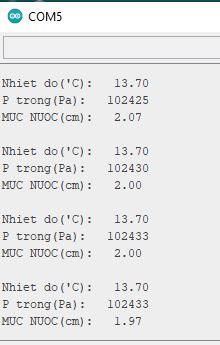 COM5
Nhiet do('C): 13.70
P trong(Pa): 102425
MUC NUOC(cm): 2.07
Nhiet do('C): 13.70
P trong(Pa): 102430
MUC NUOC(cm): 2.00
Nhiet do('C): 13.70
P trong(Pa): 102433
MUC NUOC(cm): 2.00
Nhiet do('C): 13.70
P trong(Pa): 102433
MUC NUOC(cm): 1.97